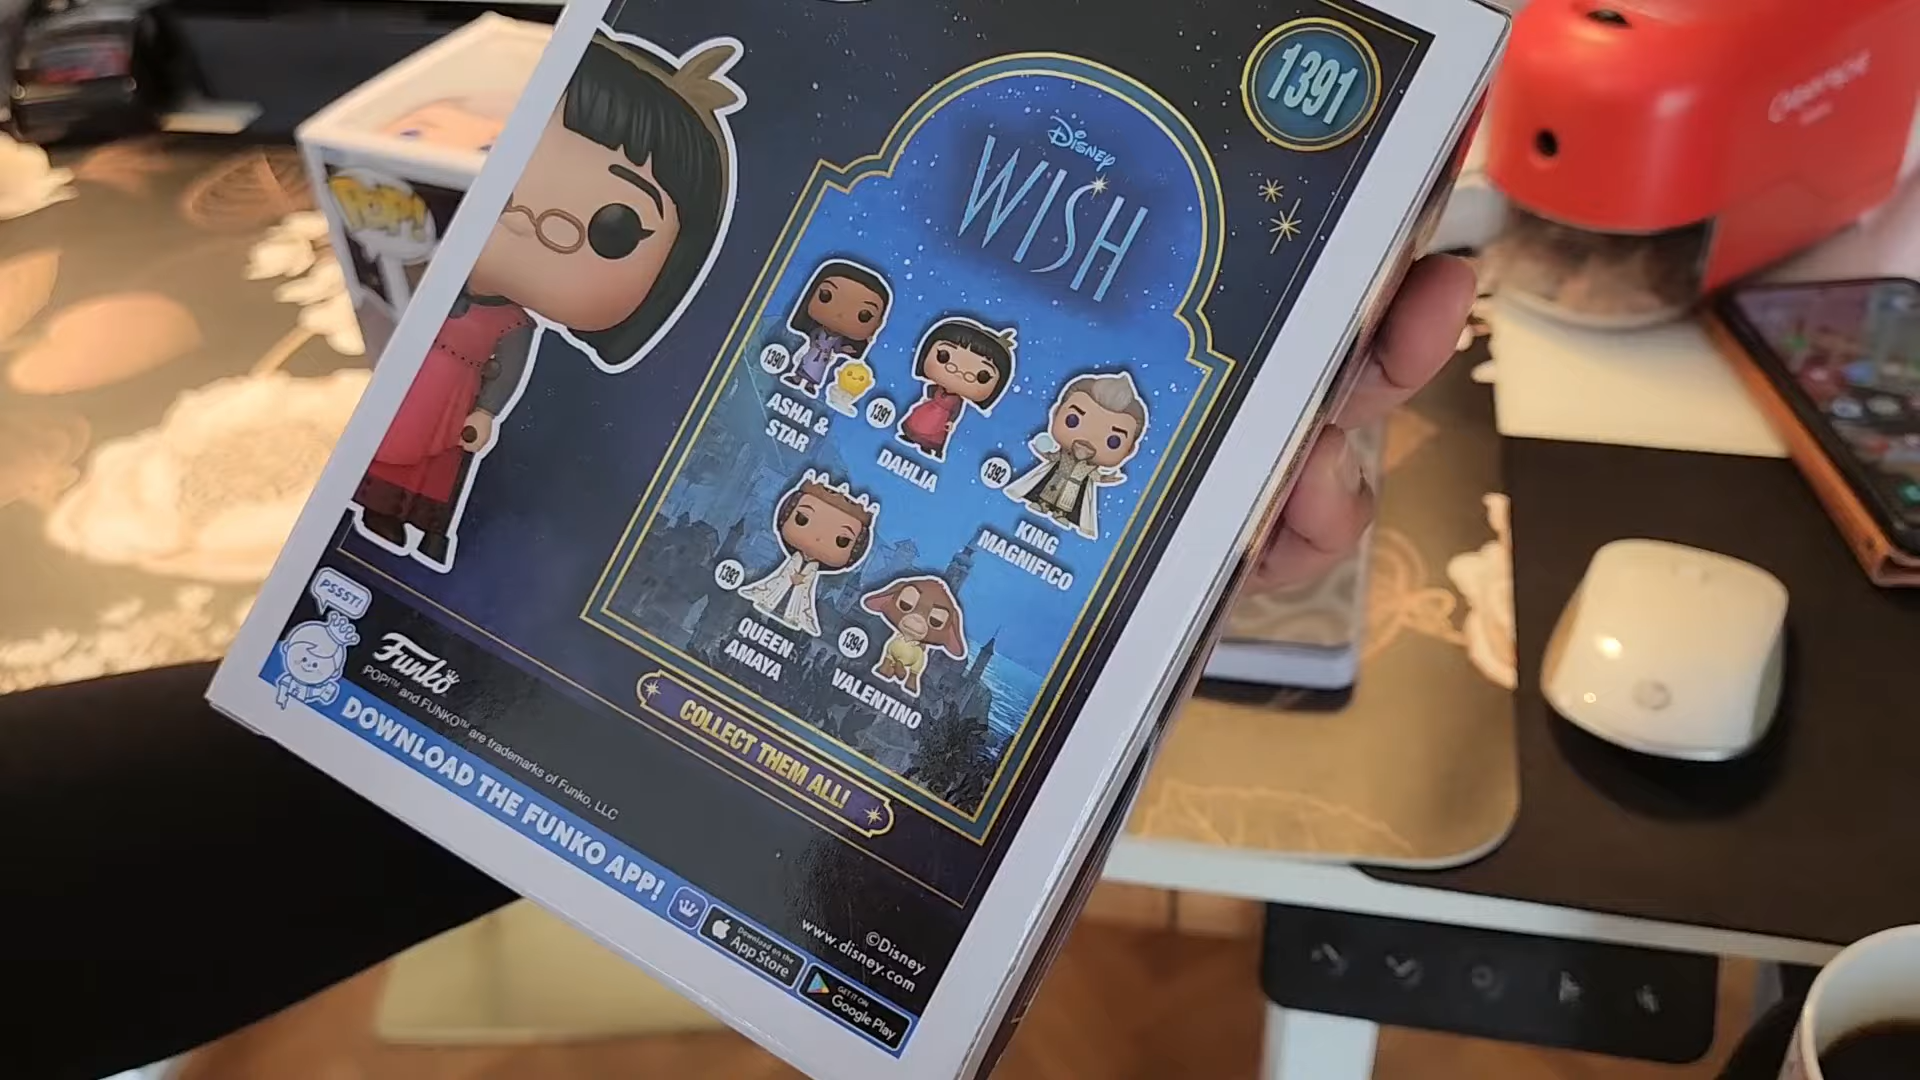 POP!
1391
DISNEY
WISH
1390
ASHA &
STAR
1391
DAHLIA
1392
KING
MAGNIFICO
1393
QUEEN
AMAYA
1394
VALENTINO
COLLECT THEM ALL!
PSSST!
Funko
POP!™ and FUNKO™ are trademarks of Funko, LLC
DOWNLOAD THE FUNKO APP!
Download on the
App Store
GET IT ON
Google Play
©Disney
www.disney.com